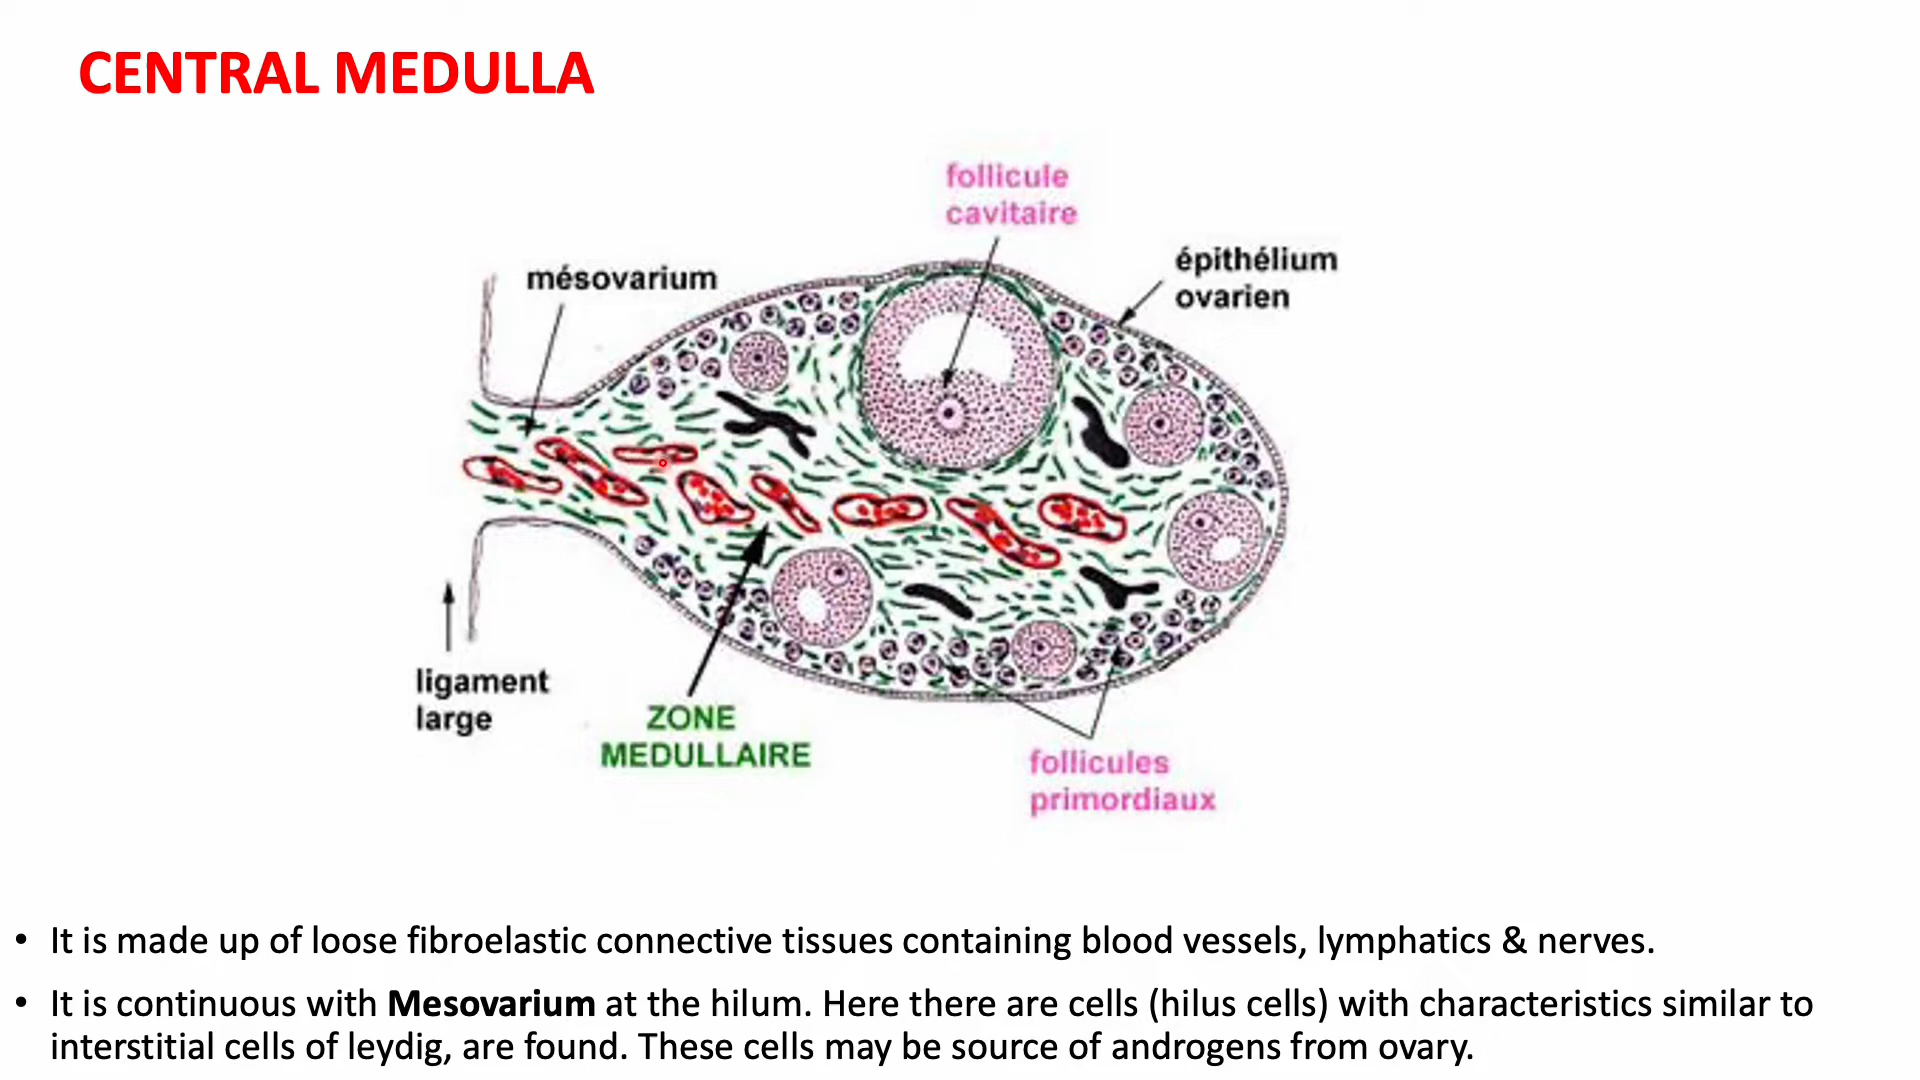 CENTRAL MEDULLA
follicule
cavitaire
épithélium
ovarien
mésovarium
ligament
large
ZONE
MEDULLAIRE
follicules
primordiaux
• It is made up of loose fibroelastic connective tissues containing blood vessels, lymphatics & nerves.
• It is continuous with Mesovarium at the hilum. Here there are cells (hilus cells) with characteristics similar to
interstitial cells of leydig, are found. These cells may be source of androgens from ovary.